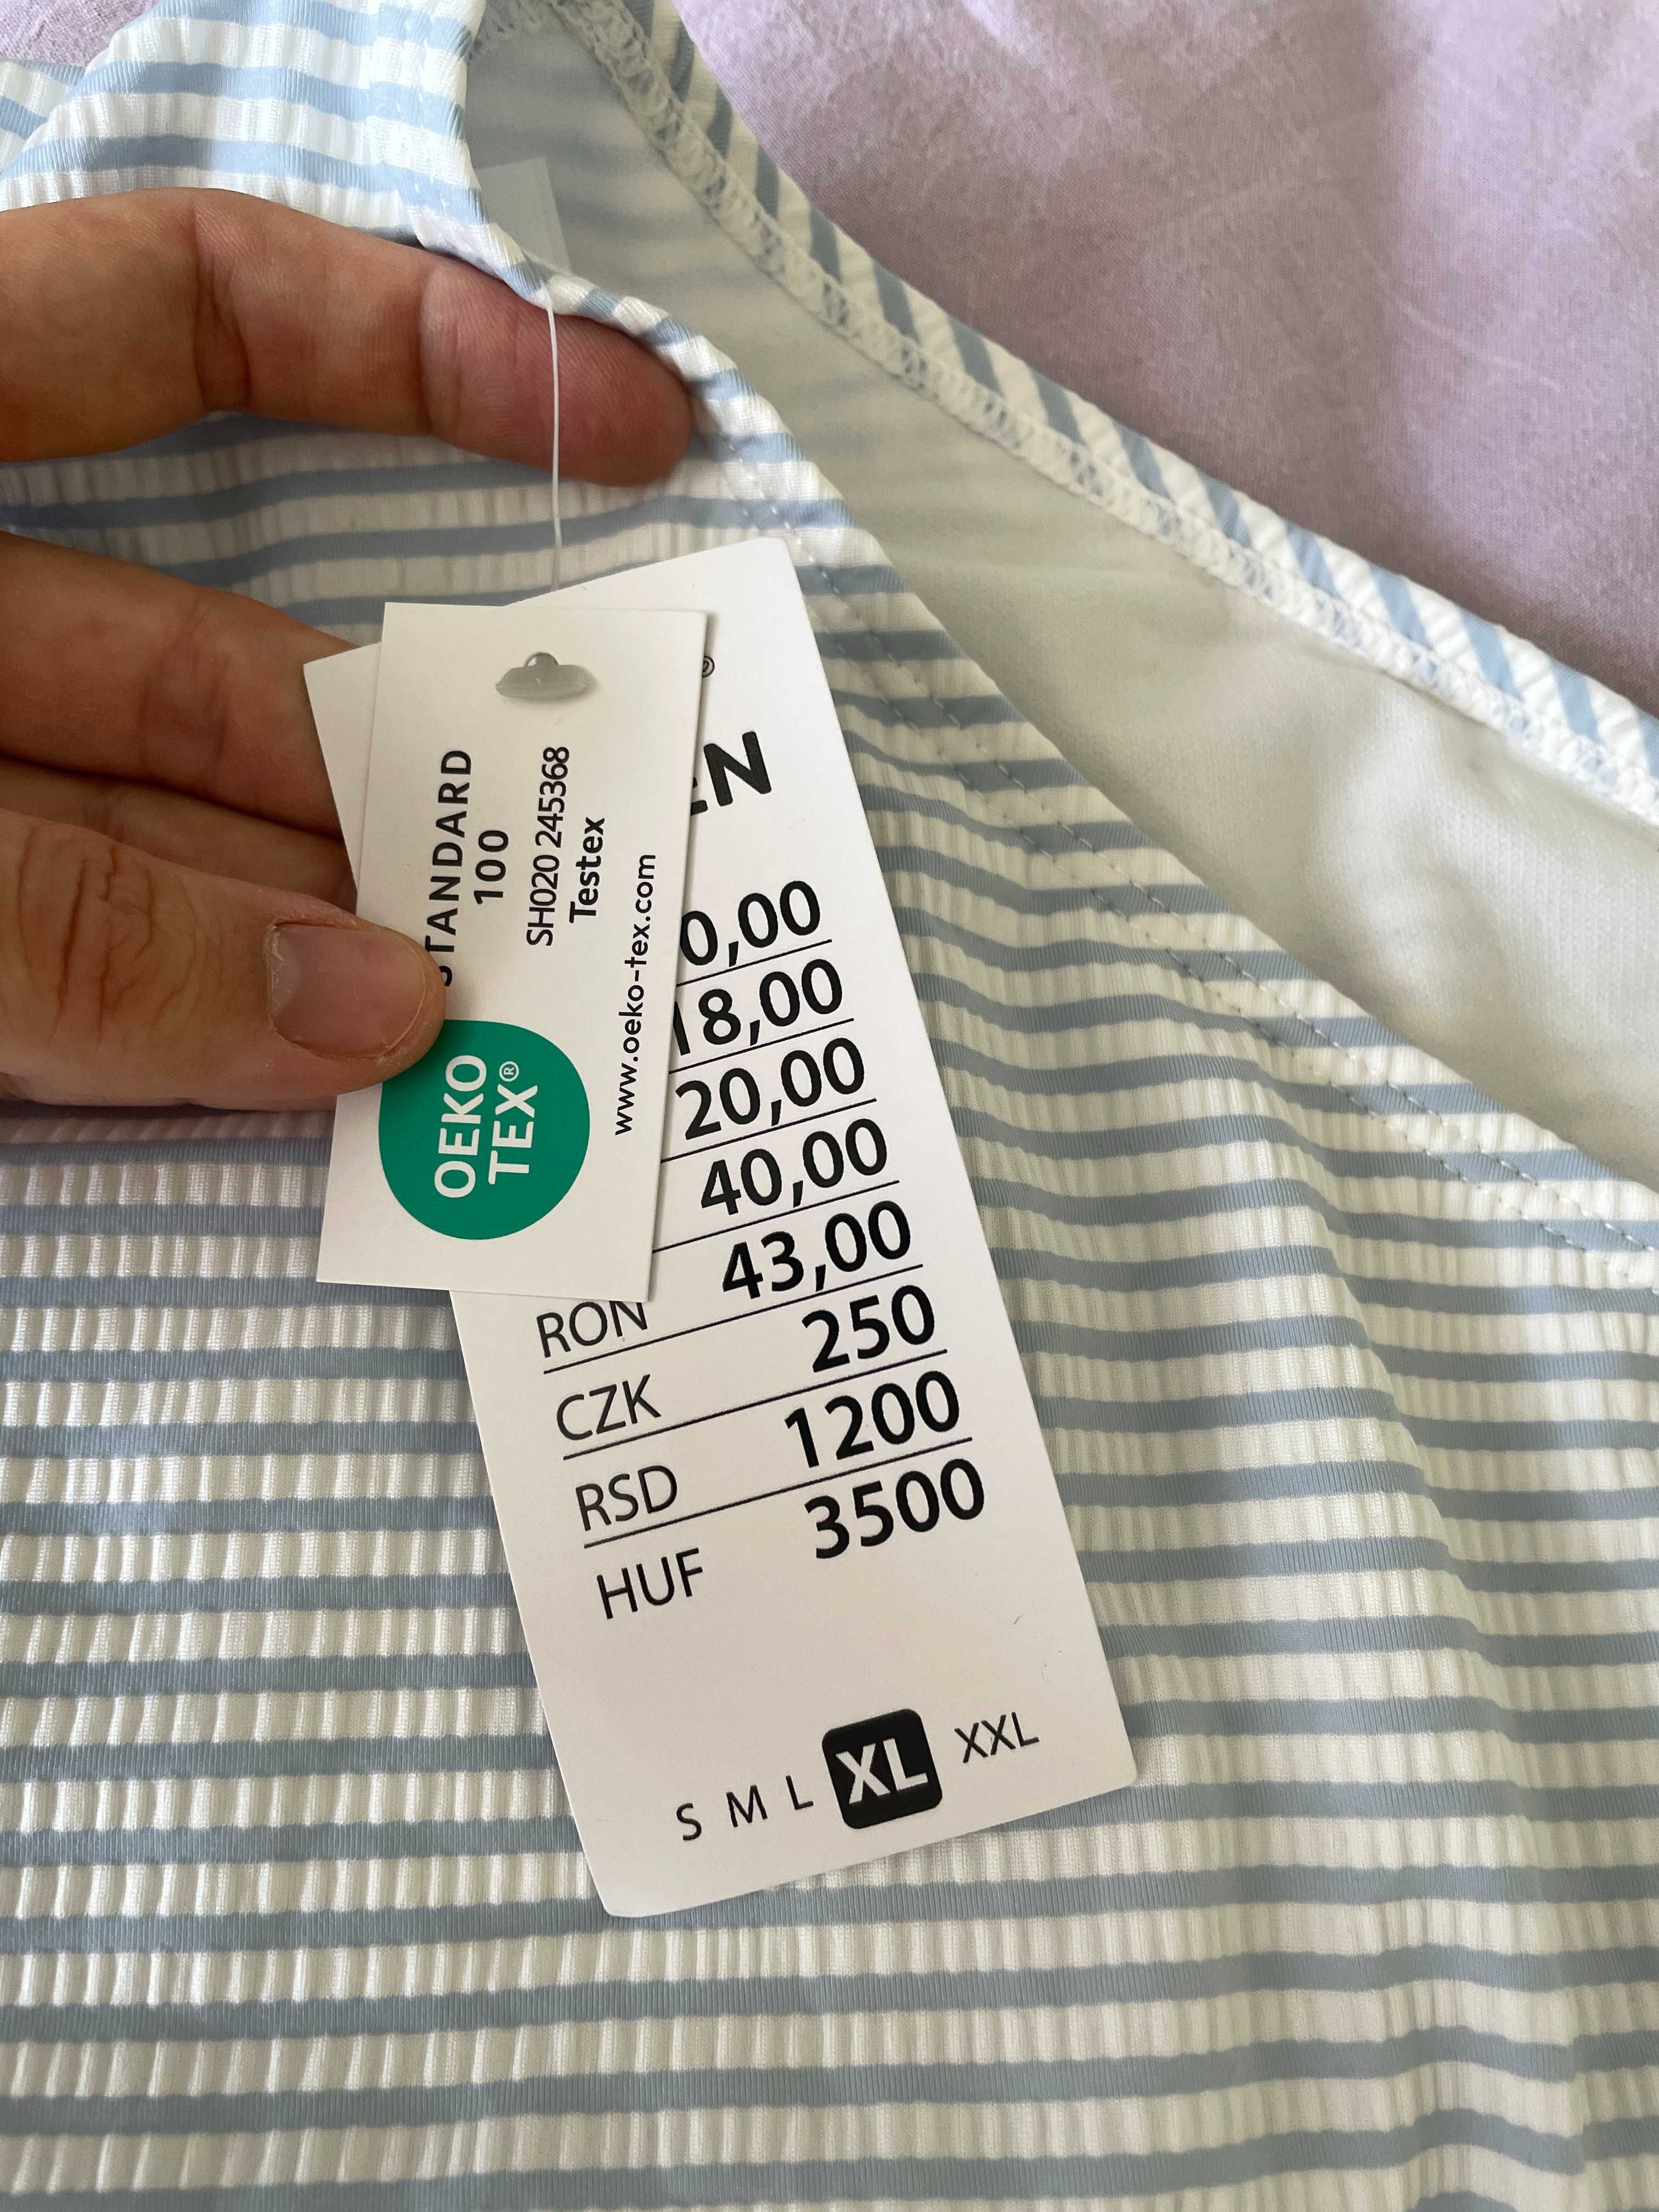 STANDARD
100
SH020 245368
Testex
www.oeko-tex.com
OEKO
TEX®
®
EN
0,00
18,00
20,00
40,00
43,00
RON 250
CZK 1200
RSD 3500
HUF
S M L XL XXL